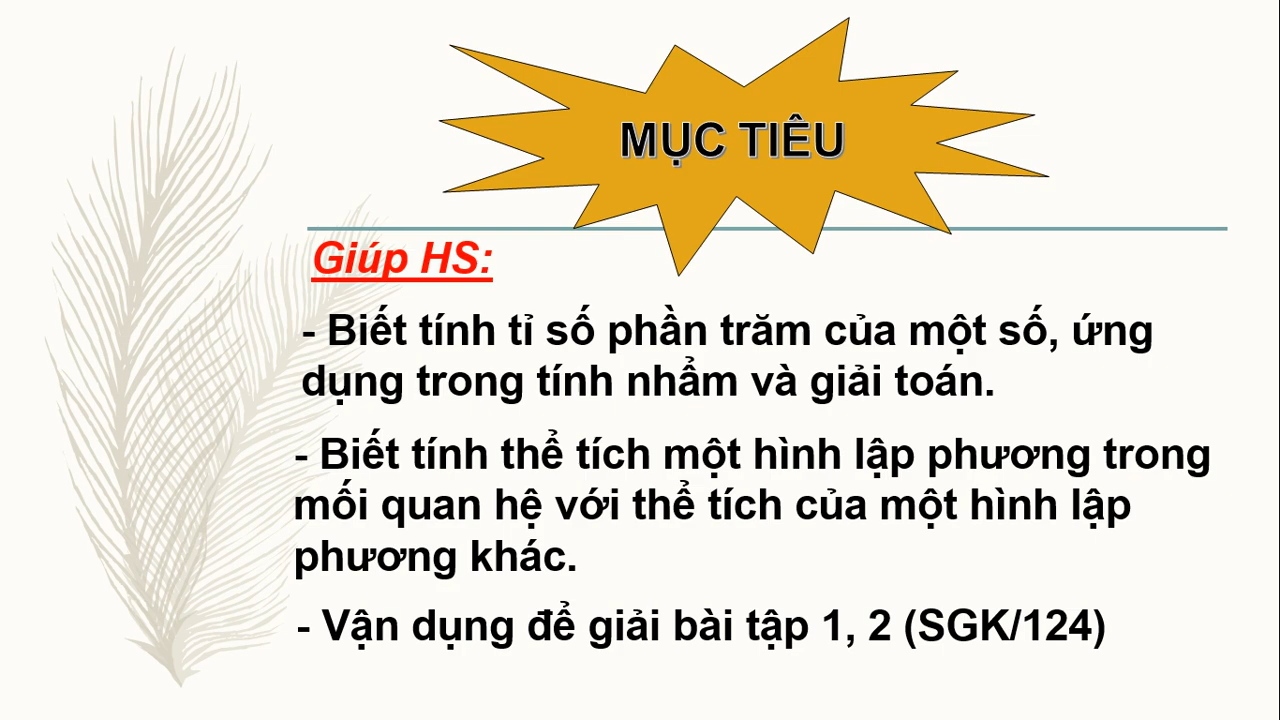 MỤC TIÊU
Giúp HS:
- Biết tính tỉ số phần trăm của một số, ứng
dụng trong tính nhẩm và giải toán.
- Biết tính thể tích một hình lập phương trong
mối quan hệ với thể tích của một hình lập
phương khác.
- Vận dụng để giải bài tập 1, 2 (SGK/124)